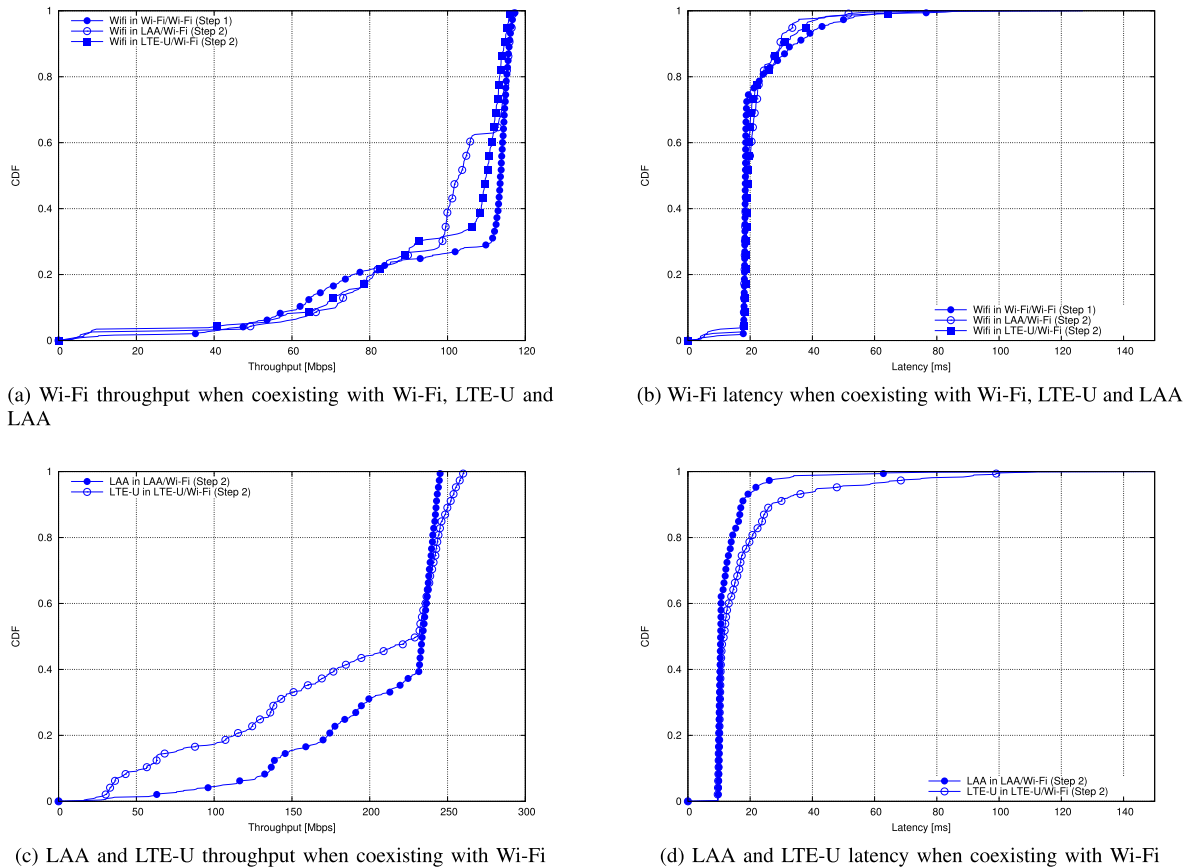 1
0.8
0.6
0.4
0.2
0
CDF
Wifi in Wi-Fi/Wi-Fi (Step 1)
Wifi in LAA/Wi-Fi (Step 2)
Wifi in LTE-U/Wi-Fi (Step 2)
0 20 40 60 80 100 120
Throughput [Mbps]
(a) Wi-Fi throughput when coexisting with Wi-Fi, LTE-U and
LAA
1
0.8
0.6
0.4
0.2
0
CDF
Wifi in Wi-Fi/Wi-Fi (Step 1)
Wifi in LAA/Wi-Fi (Step 2)
Wifi in LTE-U/Wi-Fi (Step 2)
0 20 40 60 80 100 120 140
Latency [ms]
(b) Wi-Fi latency when coexisting with Wi-Fi, LTE-U and LAA
1
0.8
0.6
0.4
0.2
0
CDF
LAA in LAA/Wi-Fi (Step 2)
LTE-U in LTE-U/Wi-Fi (Step 2)
0 50 100 150 200 250 300
Throughput [Mbps]
(c) LAA and LTE-U throughput when coexisting with Wi-Fi
1
0.8
0.6
0.4
0.2
0
CDF
LAA in LAA/Wi-Fi (Step 2)
LTE-U in LTE-U/Wi-Fi (Step 2)
0 20 40 60 80 100 120 140
Latency [ms]
(d) LAA and LTE-U latency when coexisting with Wi-Fi